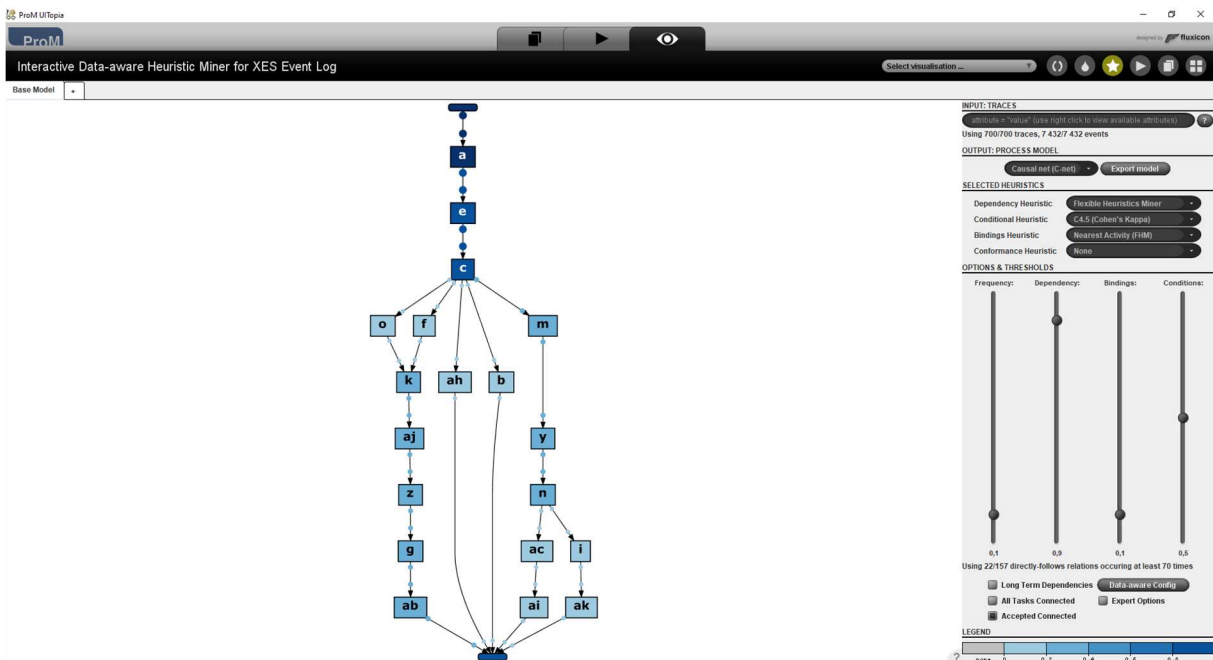 ProM UITopia
ProM
designed by fluxicon
Interactive Data-aware Heuristic Miner for XES Event Log
Select visualisation ...
Base Model
+
INPUT: TRACES
attribute = "value" (use right click to view available attributes)
?
Using 700/700 traces, 7 432/7 432 events
OUTPUT: PROCESS MODEL
Causal net (C-net)
Export model
SELECTED HEURISTICS
Dependency Heuristic
Flexible Heuristics Miner
Conditional Heuristic
C4.5 (Cohen's Kappa)
Bindings Heuristic
Nearest Activity (FHM)
Conformance Heuristic
None
OPTIONS & THRESHOLDS
Frequency: Dependency: Bindings: Conditions:
0,1 0,9 0,1 0,5
Using 22/157 directly-follows relations occuring at least 70 times
Long Term Dependencies
Data-aware Config
All Tasks Connected
Expert Options
Accepted Connected
LEGEND
?
a
e
c
o f m
k ah b
aj y
z n
g ac i
ab ai ak